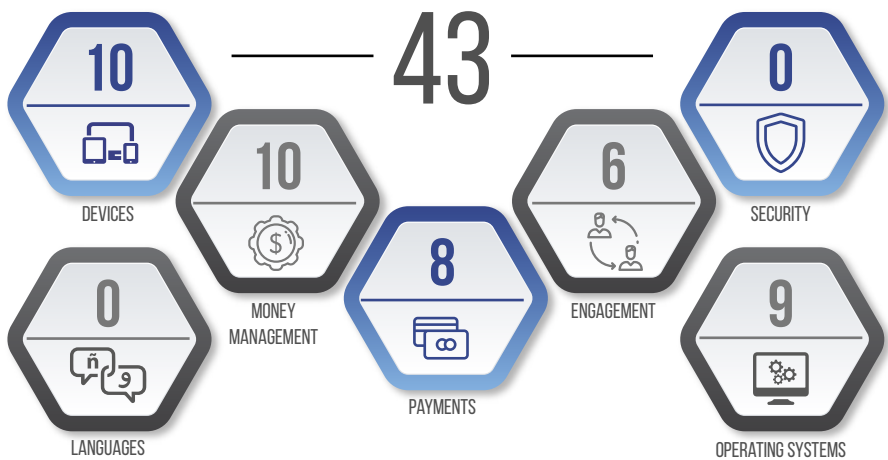 43
10
DEVICES
10
MONEY
MANAGEMENT
8
PAYMENTS
6
ENGAGEMENT
0
SECURITY
0
ñ
و
LANGUAGES
9
OPERATING SYSTEMS